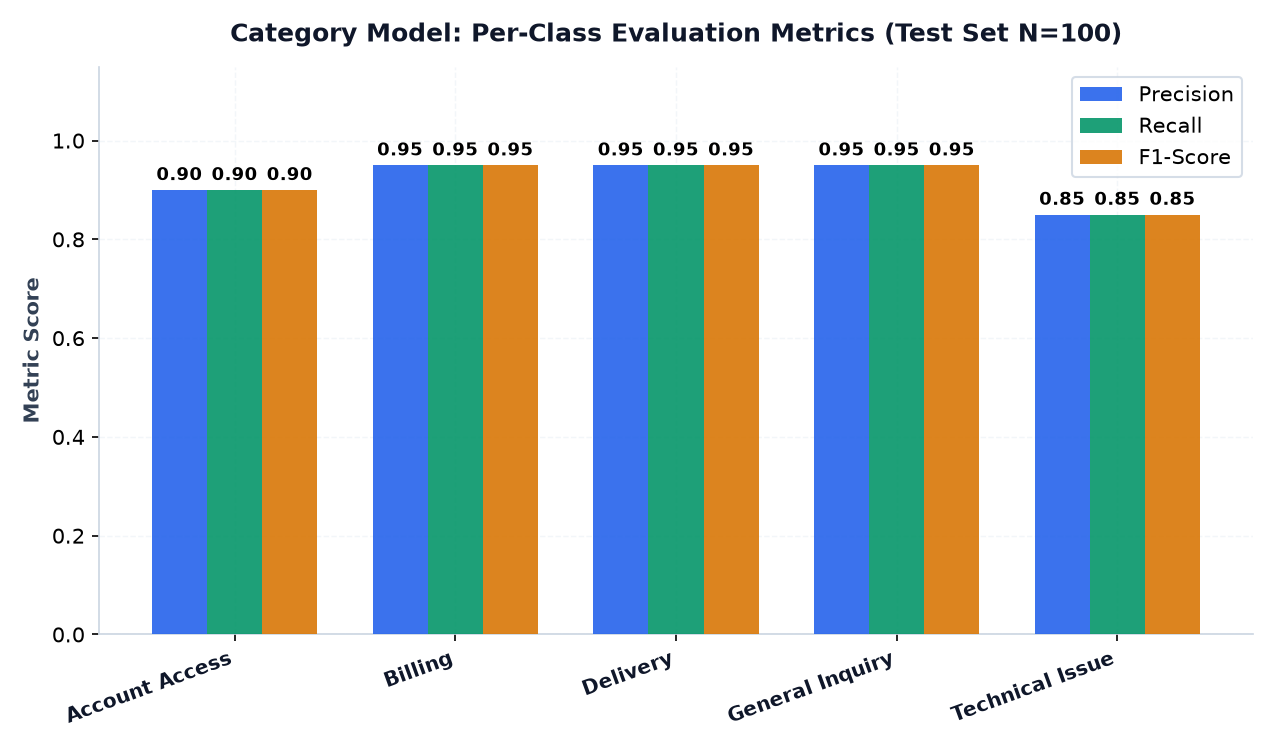 Category Model: Per-Class Evaluation Metrics (Test Set N=100)
Precision
Recall
F1-Score
Metric Score
1.0
0.8
0.6
0.4
0.2
0.0
0.90 0.90 0.90
0.95 0.95 0.95
0.95 0.95 0.95
0.95 0.95 0.95
0.85 0.85 0.85
Account Access
Billing
Delivery
General Inquiry
Technical Issue